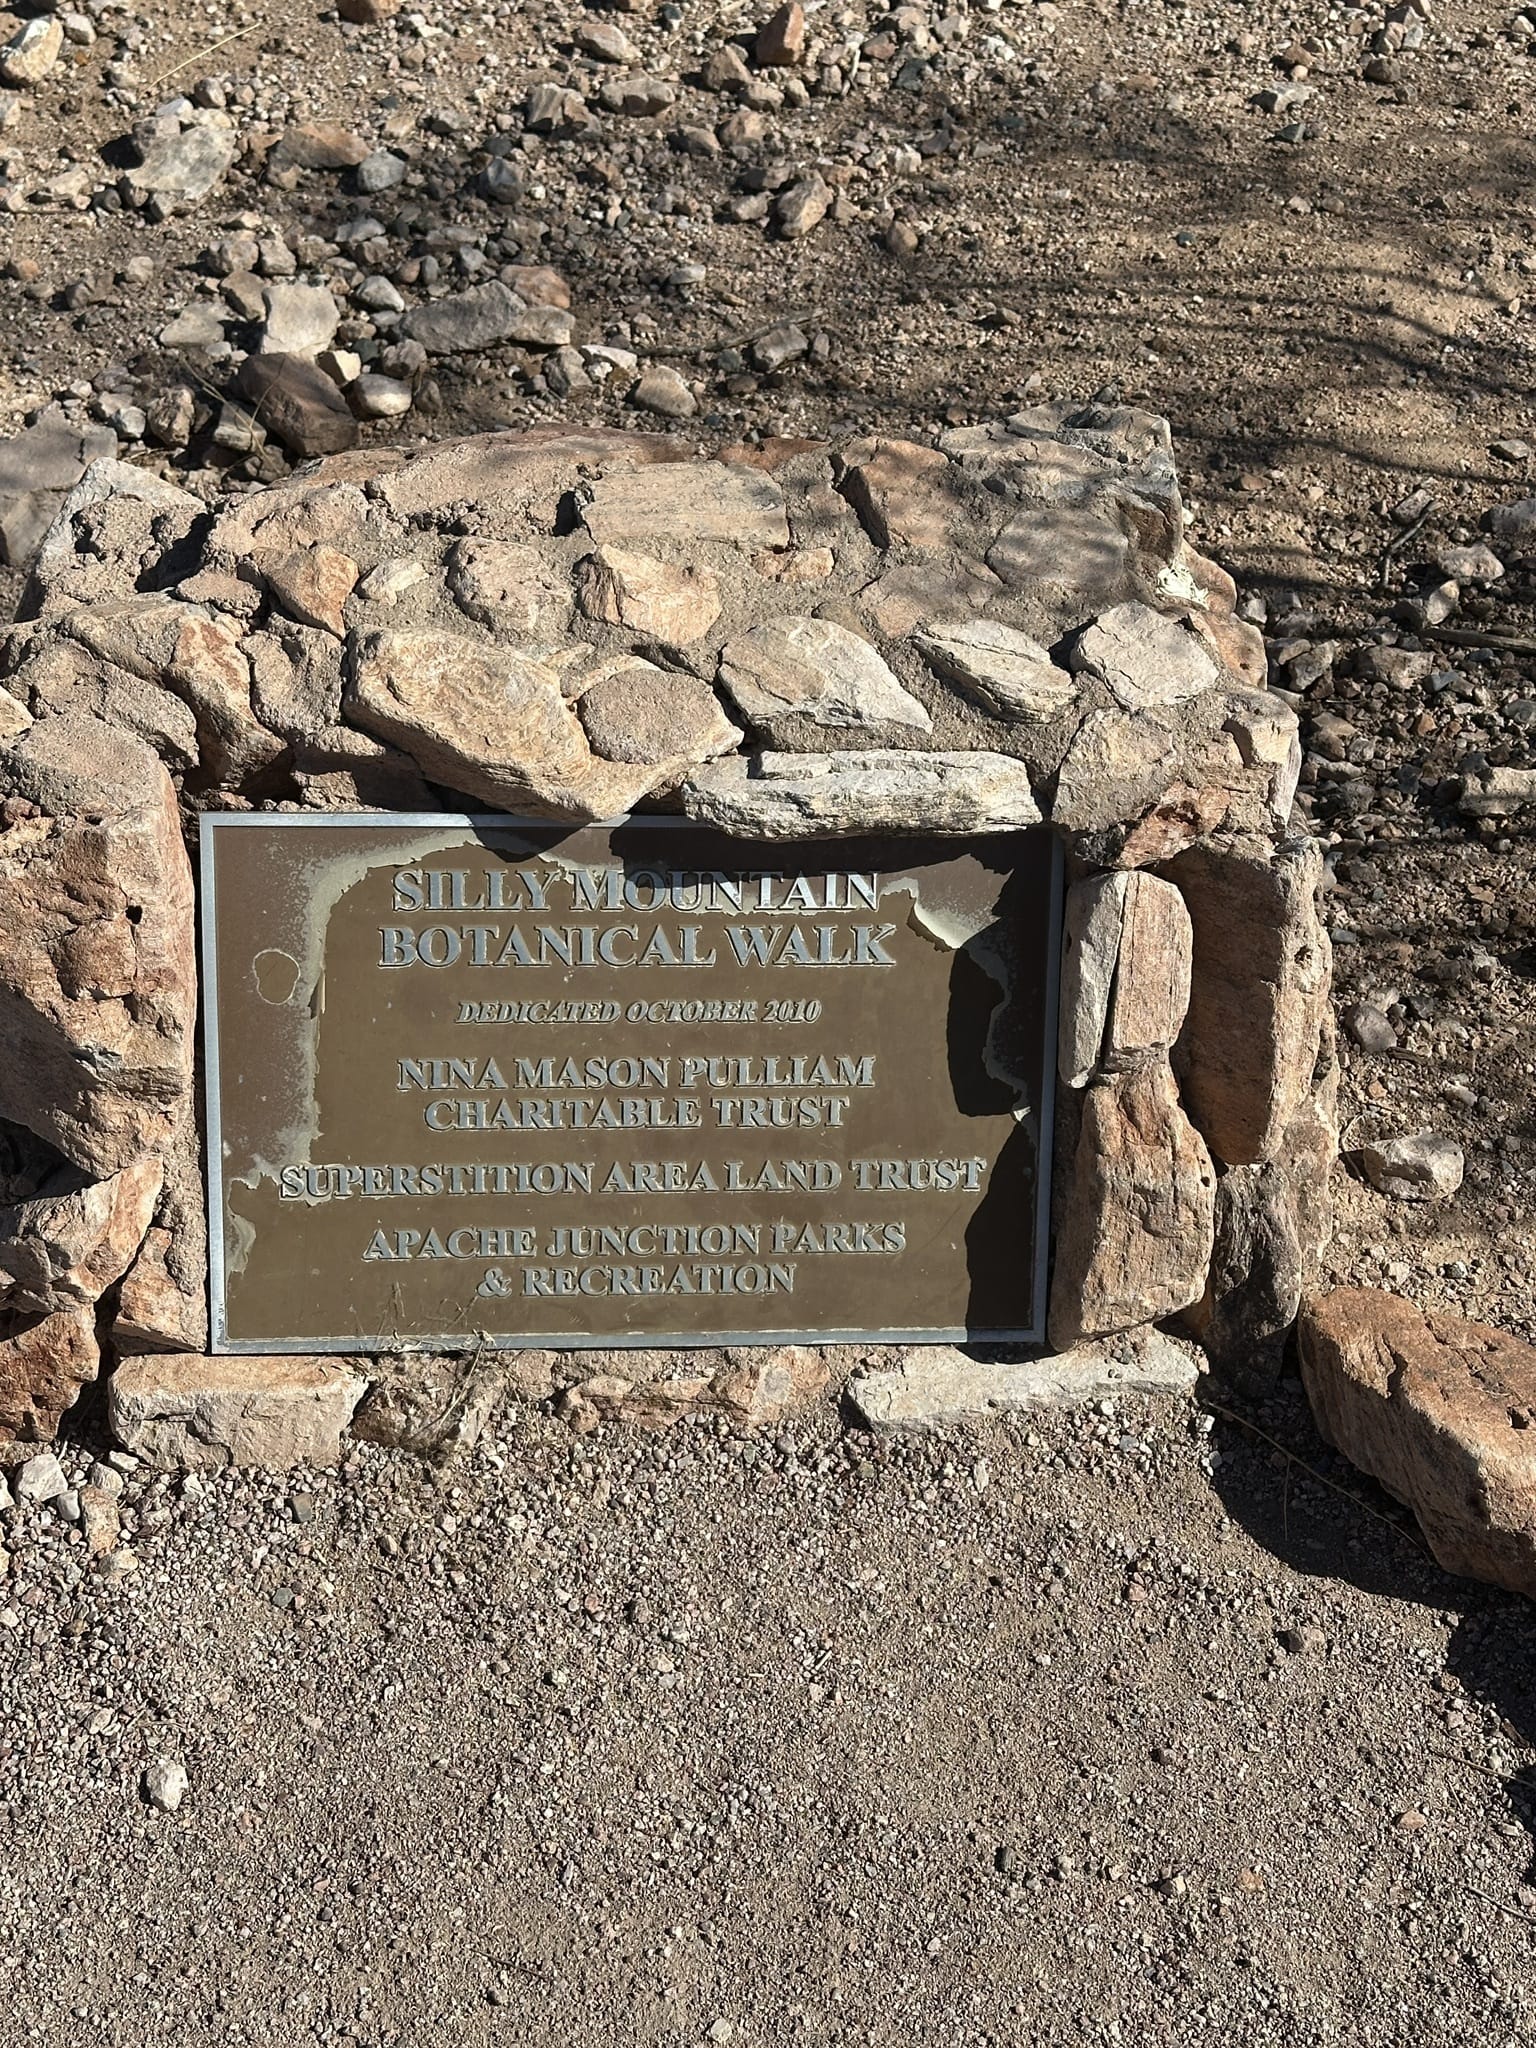 SILLY MOUNTAIN
BOTANICAL WALK
DEDICATED OCTOBER 2010
NINA MASON PULLIAM
CHARITABLE TRUST
SUPERSTITION AREA LAND TRUST
APACHE JUNCTION PARKS
& RECREATION